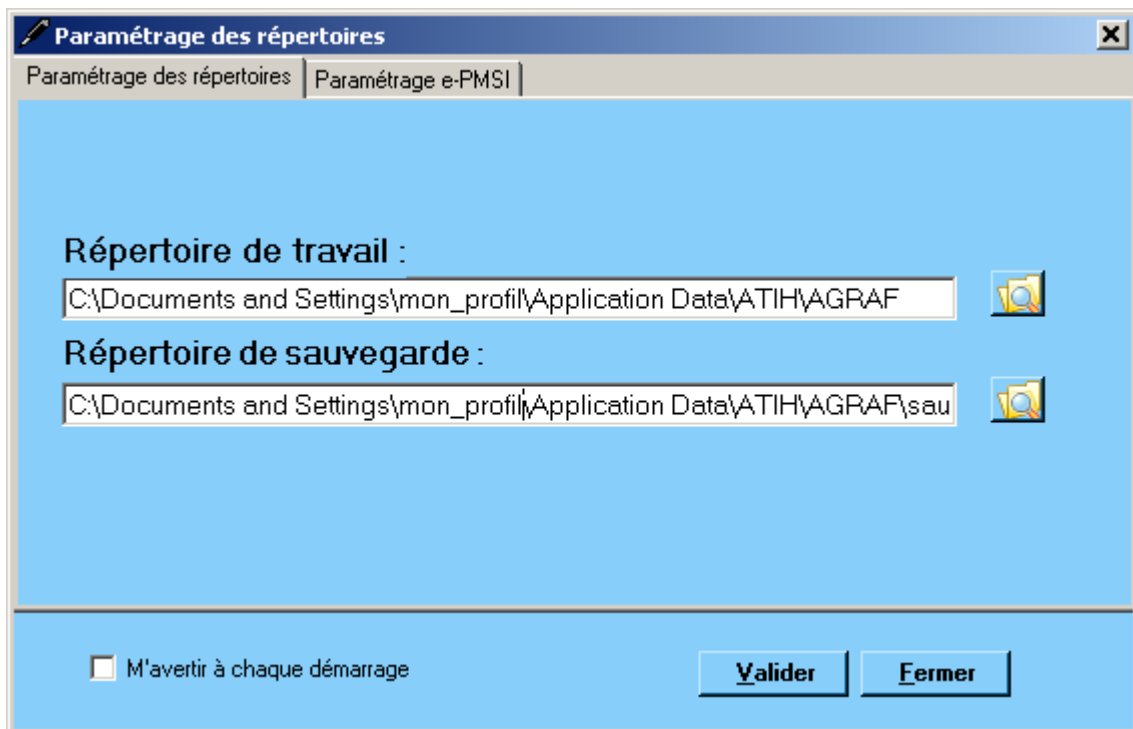 Paramétrage des répertoires
Paramétrage des répertoires Paramétrage e-PMSI
Répertoire de travail :
C:\Documents and Settings\mon_profil\Application Data\ATIH\AGRAF
Répertoire de sauvegarde :
C:\Documents and Settings\mon_profil\Application Data\ATIH\AGRAF\sau
M'avertir à chaque démarrage
Valider Fermer